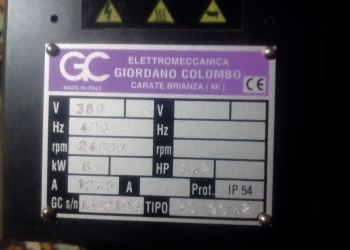 GC
MADE IN ITALY
ELETTROMECCANICA
GIORDANO COLOMBO
CARATE BRIANZA ( MI )
CE
V 380 V
Hz 400 Hz
rpm 24000 rpm
kW 6 HP
A A Prot. IP 54
GC s/n TIPO